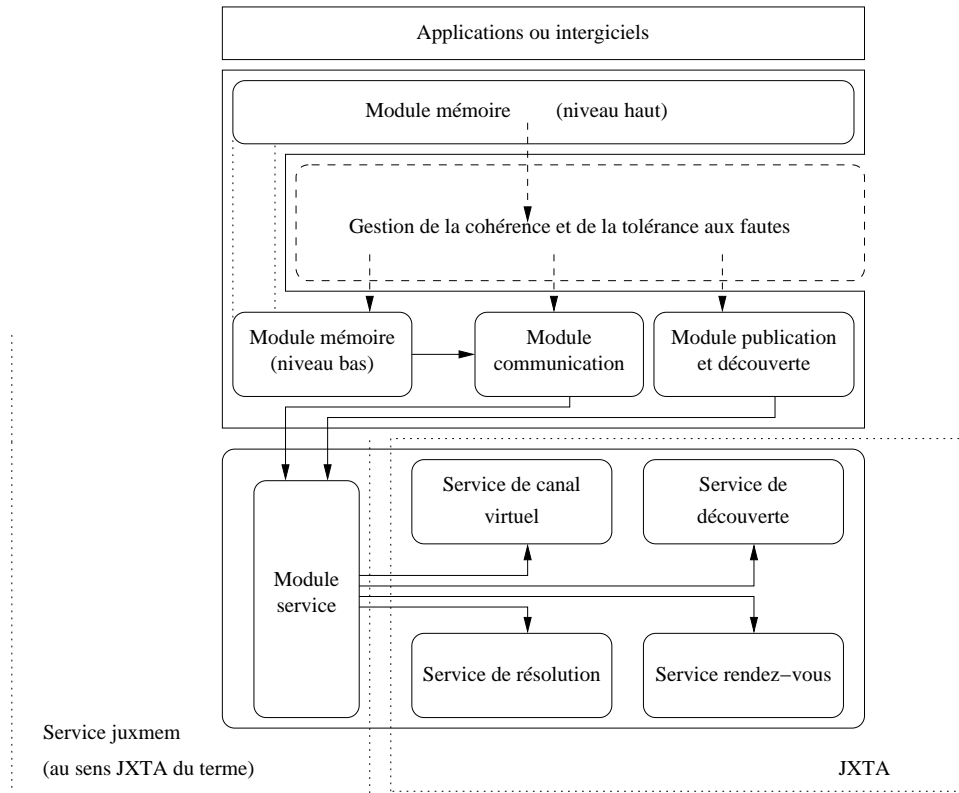 Applications ou intergiciels
Module mémoire (niveau haut)
Gestion de la cohérence et de la tolérance aux fautes
Module mémoire
(niveau bas)
Module
communication
Module publication
et découverte
Service de canal
virtuel
Service de
découverte
Module
service
Service de résolution
Service rendez−vous
Service juxmem
(au sens JXTA du terme)
JXTA